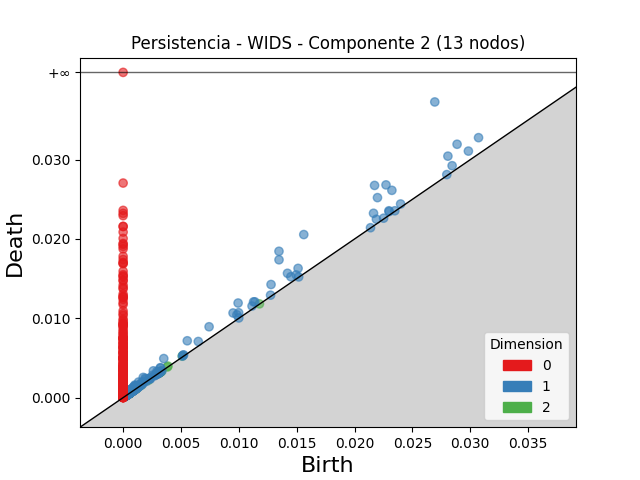 Persistencia - WIDS - Componente 2 (13 nodos)
+∞
0.030
0.020
0.010
0.000
Death
Dimension
0
1
2
0.000 0.005 0.010 0.015 0.020 0.025 0.030 0.035
Birth